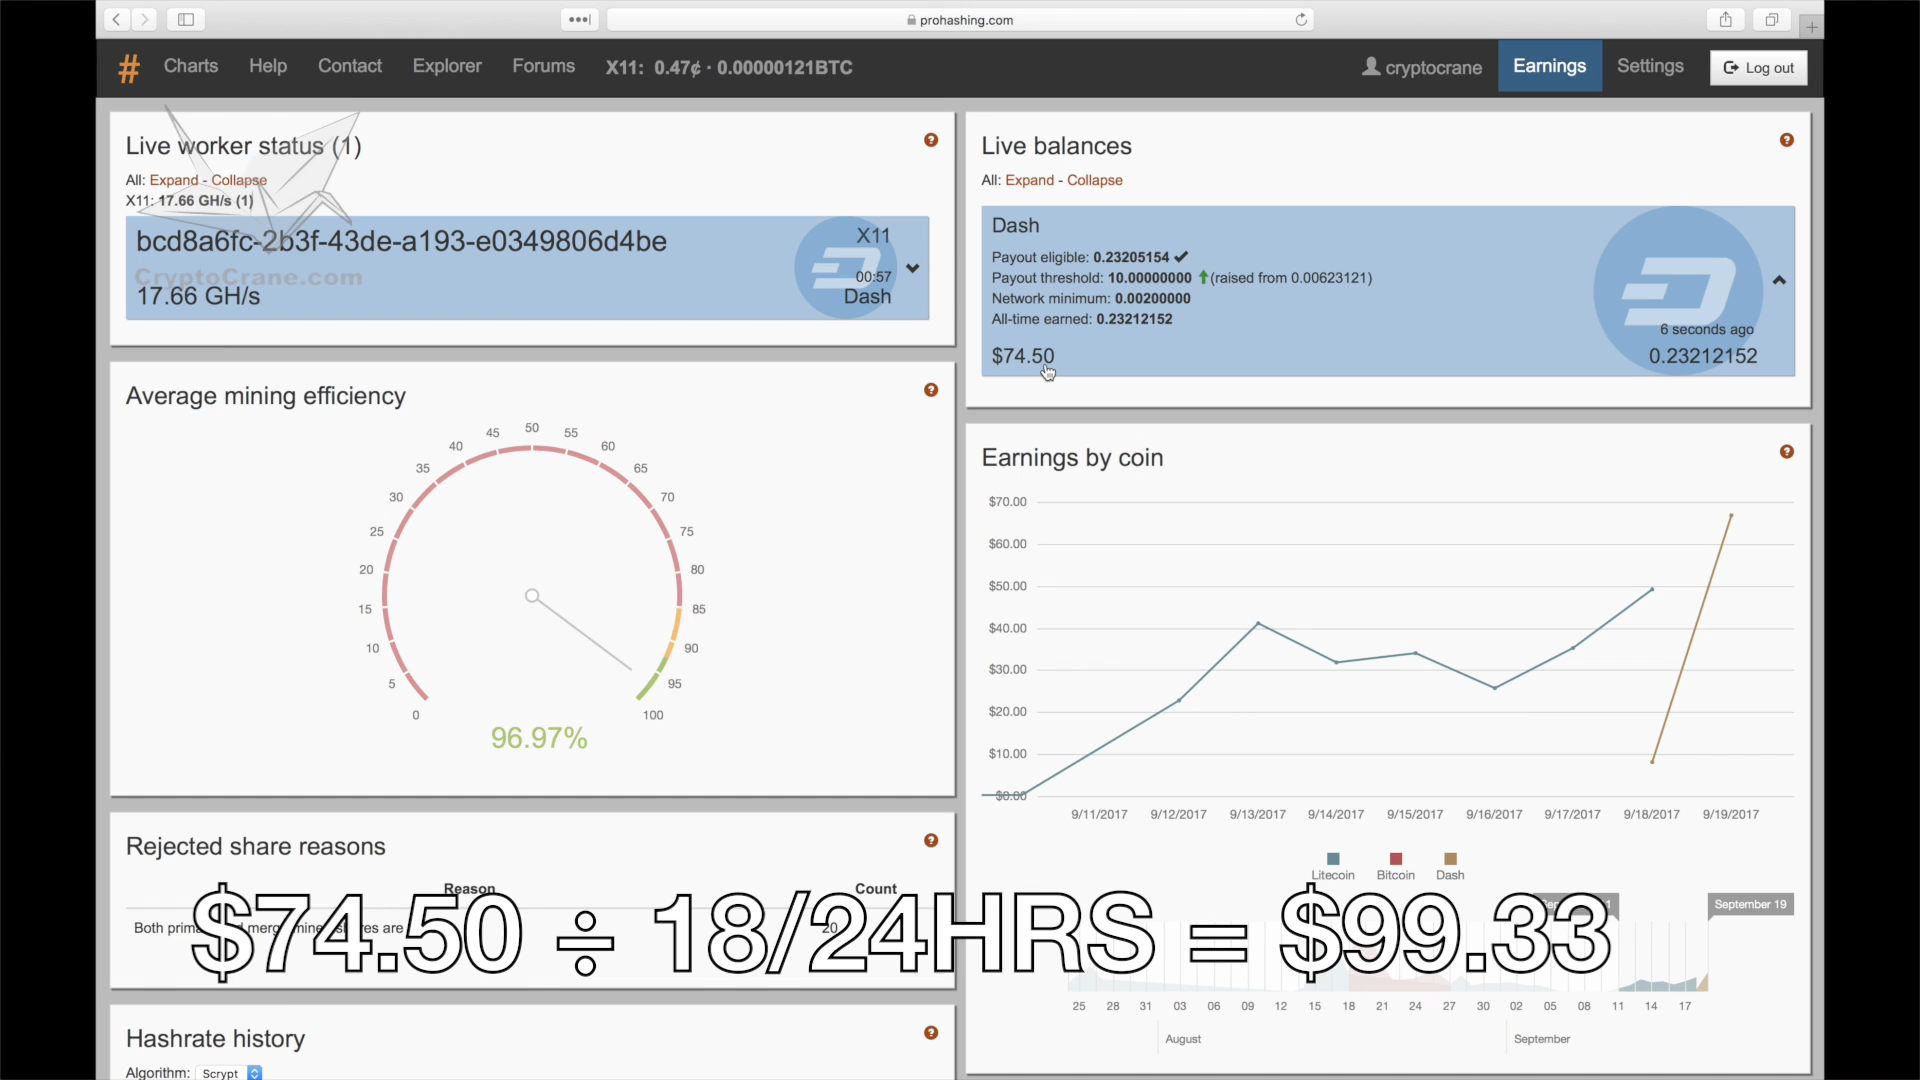 prohashing.com
# Charts Help Contact Explorer Forums X11: 0.47¢ · 0.00000121BTC cryptocrane Earnings Settings Log out
Live worker status (1)
All: Expand - Collapse
X11: 17.66 GH/s (1)
bcd8a6fc-2b3f-43de-a193-e0349806d4be
X11
CryptoCrane.com
00:57
17.66 GH/s
Dash
Average mining efficiency
0
5
10
15
20
25
30
35
40
45
50
55
60
65
70
75
80
85
90
95
100
96.97%
Rejected share reasons
Reason Count
20
Hashrate history
Algorithm: Scrypt
Live balances
All: Expand - Collapse
Dash
Payout eligible: 0.23205154 ✔
Payout threshold: 10.00000000 (raised from 0.00623121)
Network minimum: 0.00200000
All-time earned: 0.23212152
6 seconds ago
$74.50 0.23212152
Earnings by coin
$70.00
$60.00
$50.00
$40.00
$30.00
$20.00
$10.00
$0.00
9/11/2017 9/12/2017 9/13/2017 9/14/2017 9/15/2017 9/16/2017 9/17/2017 9/18/2017 9/19/2017
Litecoin Bitcoin Dash
September 19
25 28 31 03 06 09 12 15 18 21 24 27 30 02 05 08 11 14 17
August September
$74.50 ÷ 18/24HRS = $99.33